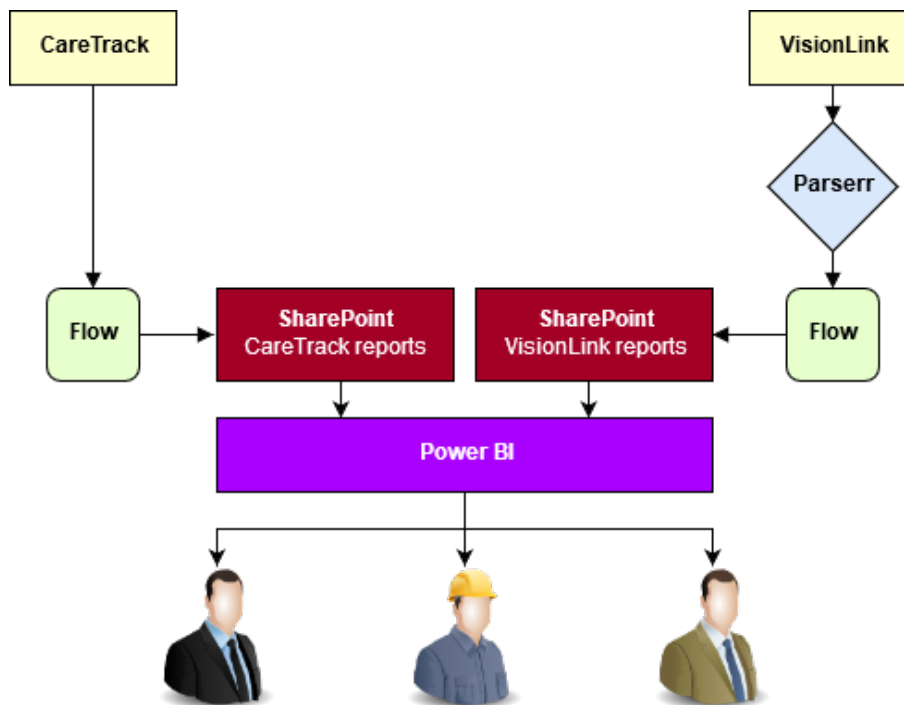 CareTrack
VisionLink
Parserr
Flow
SharePoint
CareTrack reports
SharePoint
VisionLink reports
Flow
Power BI